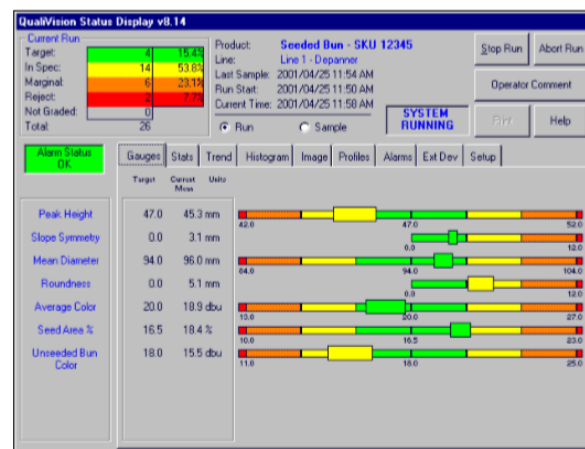 QualiVision Status Display v8.14
Current Run
Target: 4 15.4%
In Spec: 14 53.8%
Marginal: 6 23.1%
Reject: 2 7.7%
Not Graded: 0
Total: 26
Product: Seeded Bun - SKU 12345
Line: Line 1 - Depanner
Last Sample: 2001/04/25 11:54 AM
Run Start: 2001/04/25 11:50 AM
Current Time: 2001/04/25 11:58 AM
Run Sample
SYSTEM
RUNNING
Stop Run Abort Run
Operator Comment
Print Help
Alarm Status
OK
Gauges Stats Trend Histogram Image Profiles Alarms Ext Dev Setup
Target Current Meas Units
Peak Height 47.0 45.3 mm
42.0 47.0 52.0
Slope Symmetry 0.0 3.1 mm
0.0 12.0
Mean Diameter 94.0 96.0 mm
84.0 94.0 104.0
Roundness 0.0 5.1 mm
0.0 12.0
Average Color 20.0 18.9 dbu
13.0 20.0 27.0
Seed Area % 16.5 18.4 %
10.0 16.5 23.0
Unseeded Bun Color 18.0 15.5 dbu
11.0 18.0 25.0